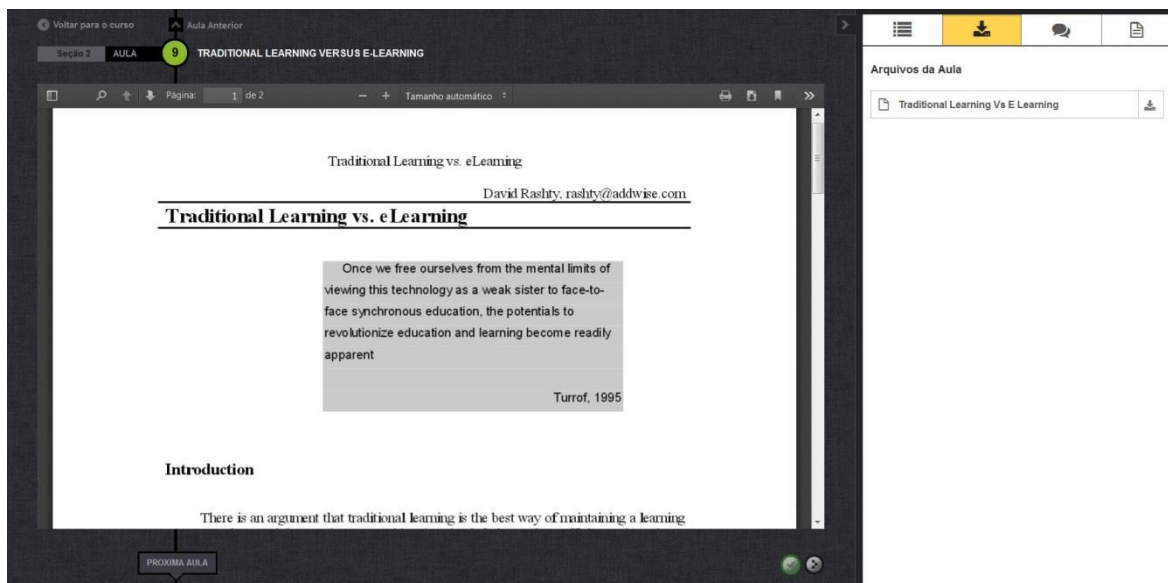 Voltar para o curso
Aula Anterior
Seção 2 AULA 9 TRADITIONAL LEARNING VERSUS E-LEARNING
Página: 1 de 2 − + Tamanho automático
Traditional Learning vs. eLearning
David Rashty, rashty@addwise.com
Traditional Learning vs. eLearning
Once we free ourselves from the mental limits of
viewing this technology as a weak sister to face-to-
face synchronous education, the potentials to
revolutionize education and learning become readily
apparent
Turrof, 1995
Introduction
There is an argument that traditional learning is the best way of maintaining a learning
PROXIMA AULA
Arquivos da Aula
Traditional Learning Vs E Learning